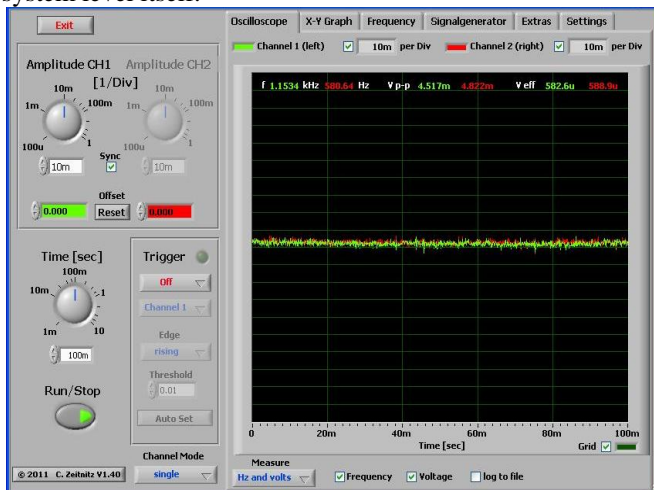 system level itself.
Exit
Oscilloscope X-Y Graph Frequency Signalgenerator Extras Settings
Channel 1 (left) 10m per Div Channel 2 (right) 10m per Div
Amplitude CH1 Amplitude CH2
[1/Div]
10m 10m
1m 100m 1m 100m
100u 1 100u 1
Sync
10m 10m
Offset
0.000 Reset 0.000
f 1.1534 kHz 580.64 Hz V p-p 4.517m 4.822m V eff 582.6u 588.9u
Time [sec]
100m
10m 1
1m 10
100m
Run/Stop
Trigger
Off
Channel 1
Edge
rising
Threshold
0.01
Auto Set
0 20m 40m 60m 80m 100m
Time [sec]
Grid
Channel Mode
single
© 2011 C. Zeitnitz V1.40
Measure
Hz and volts Frequency Voltage log to file